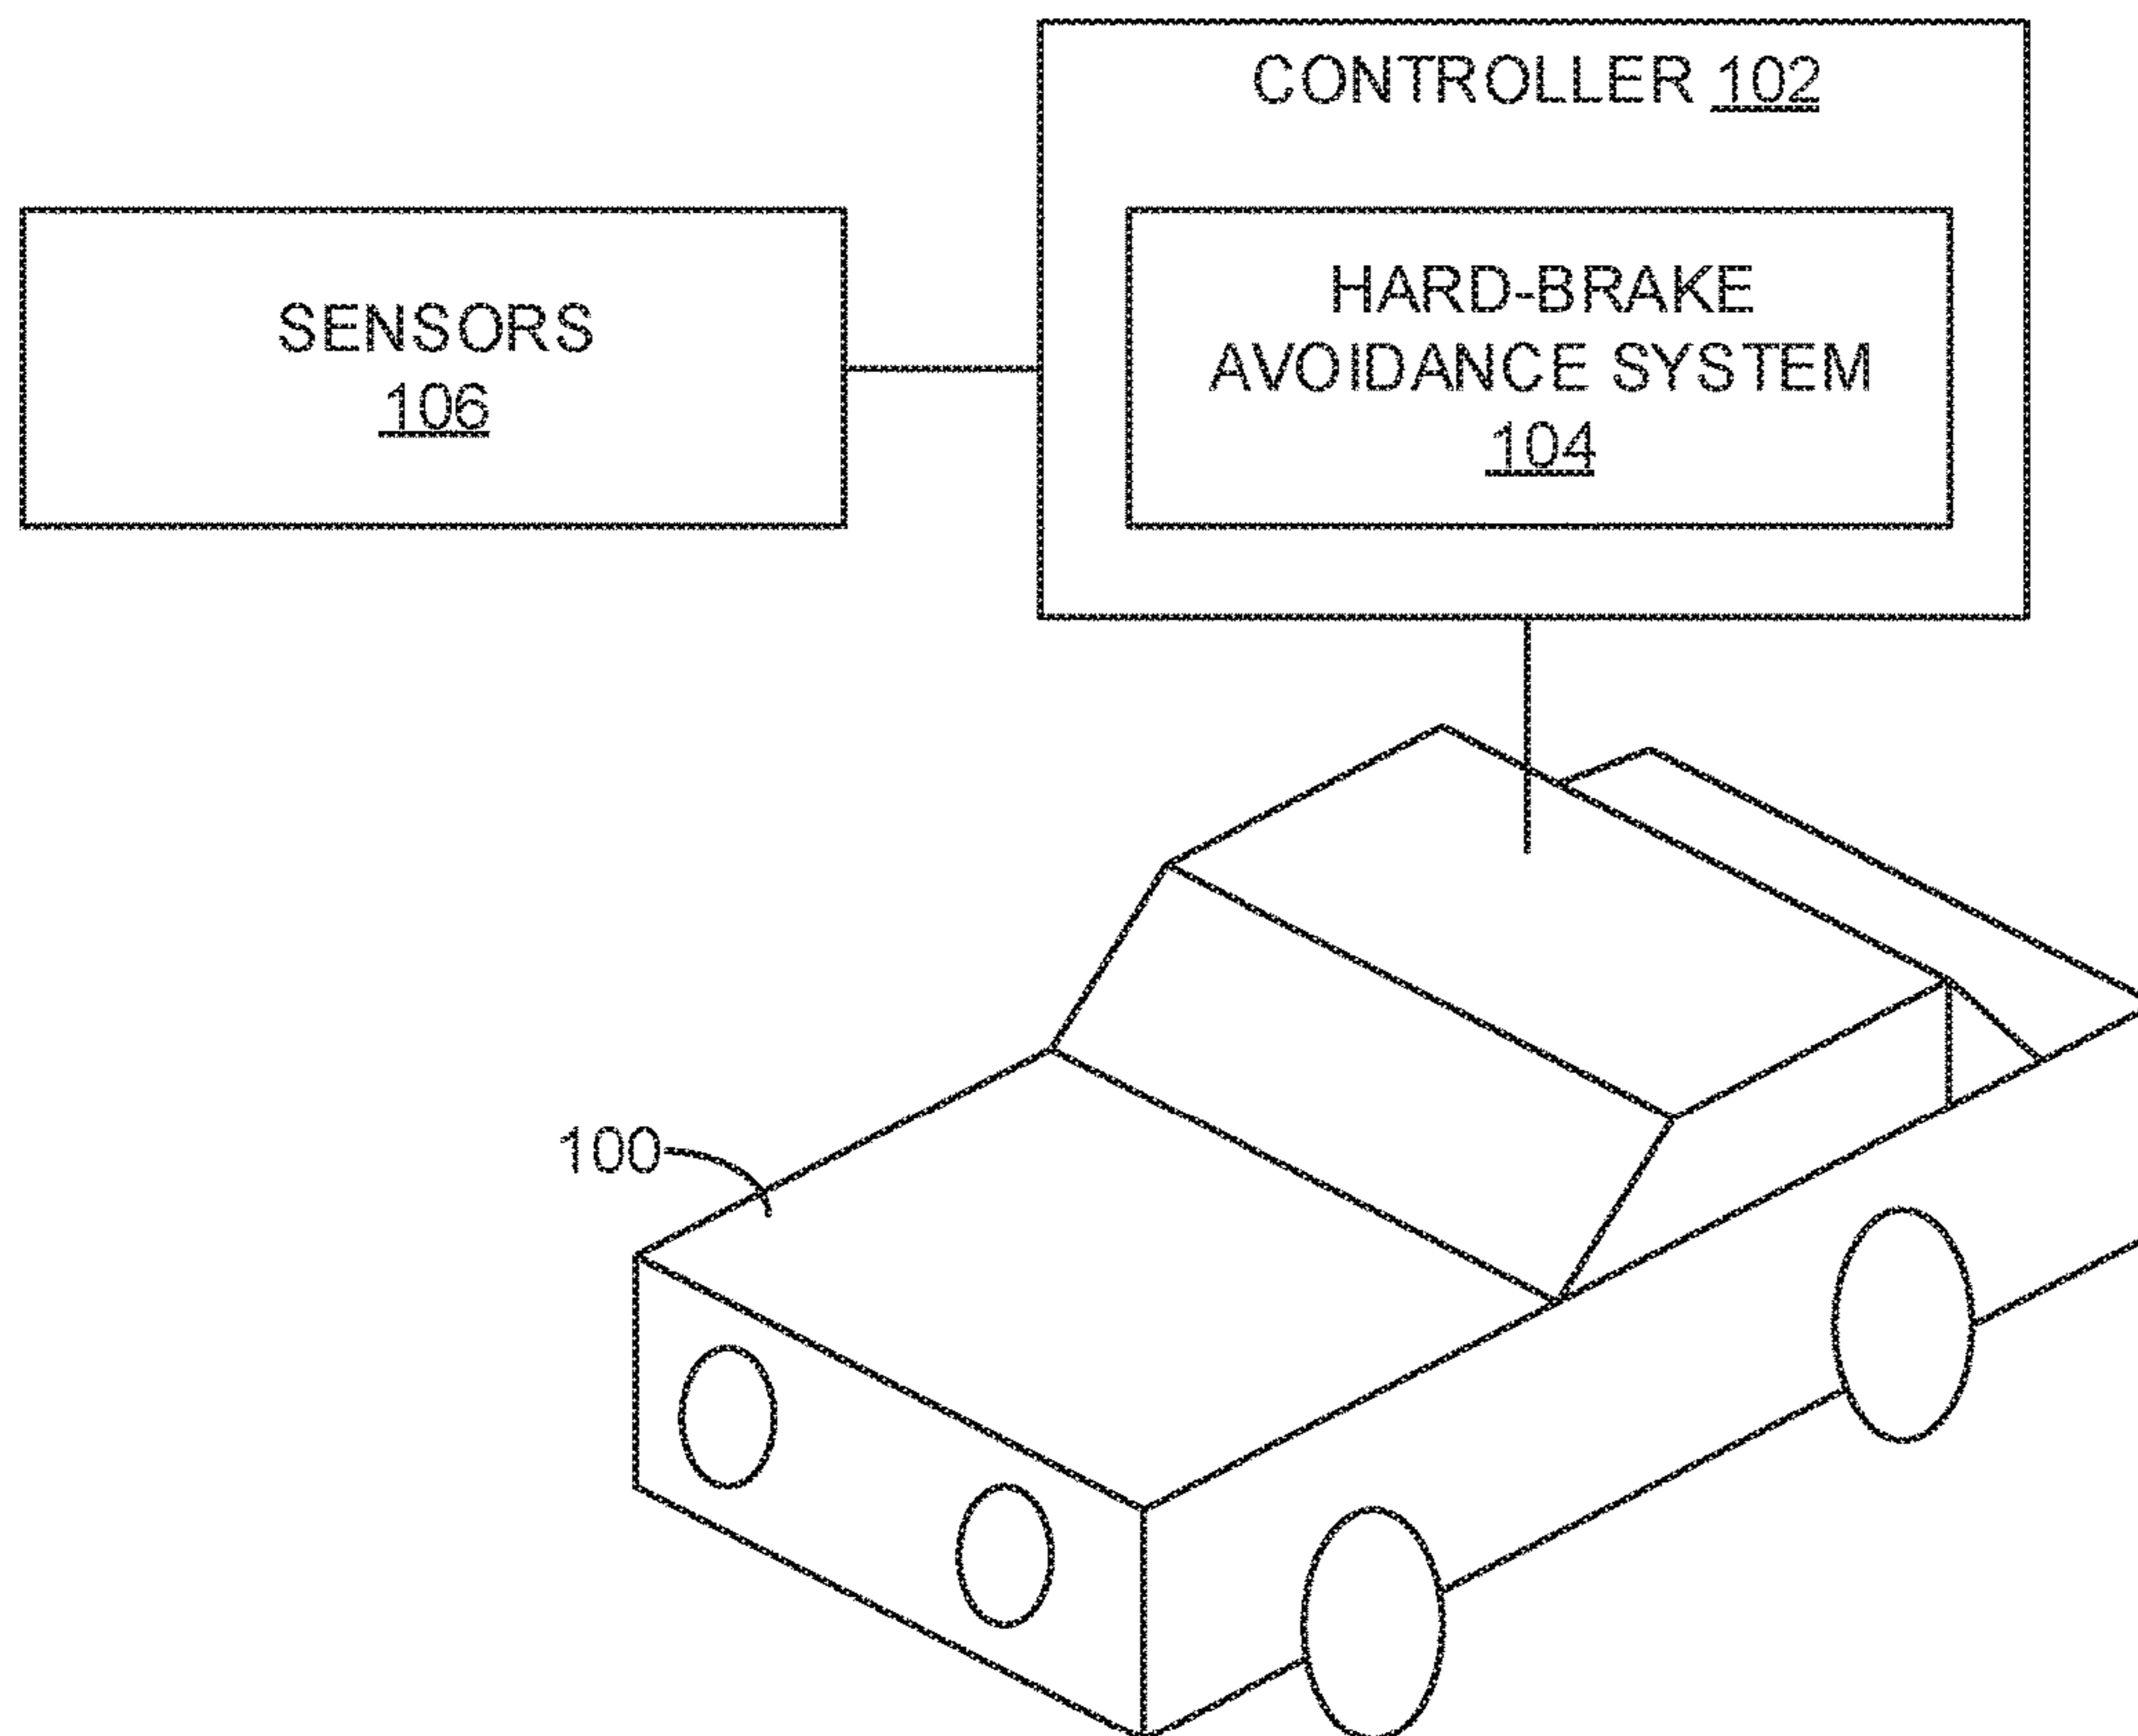 CONTROLLER 102
SENSORS
106
HARD-BRAKE
AVOIDANCE SYSTEM
104
100